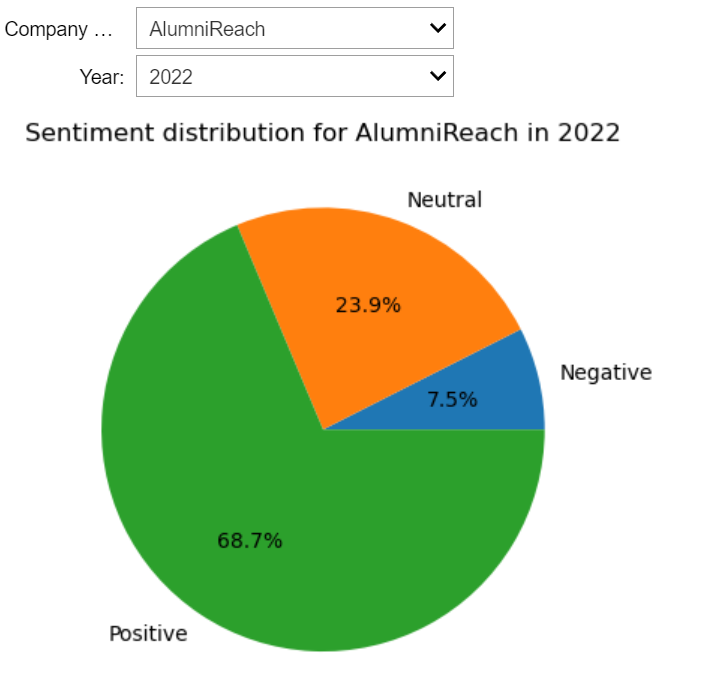 Company ...
AlumniReach
Year:
2022
Sentiment distribution for AlumniReach in 2022
Neutral
23.9%
Negative
7.5%
68.7%
Positive